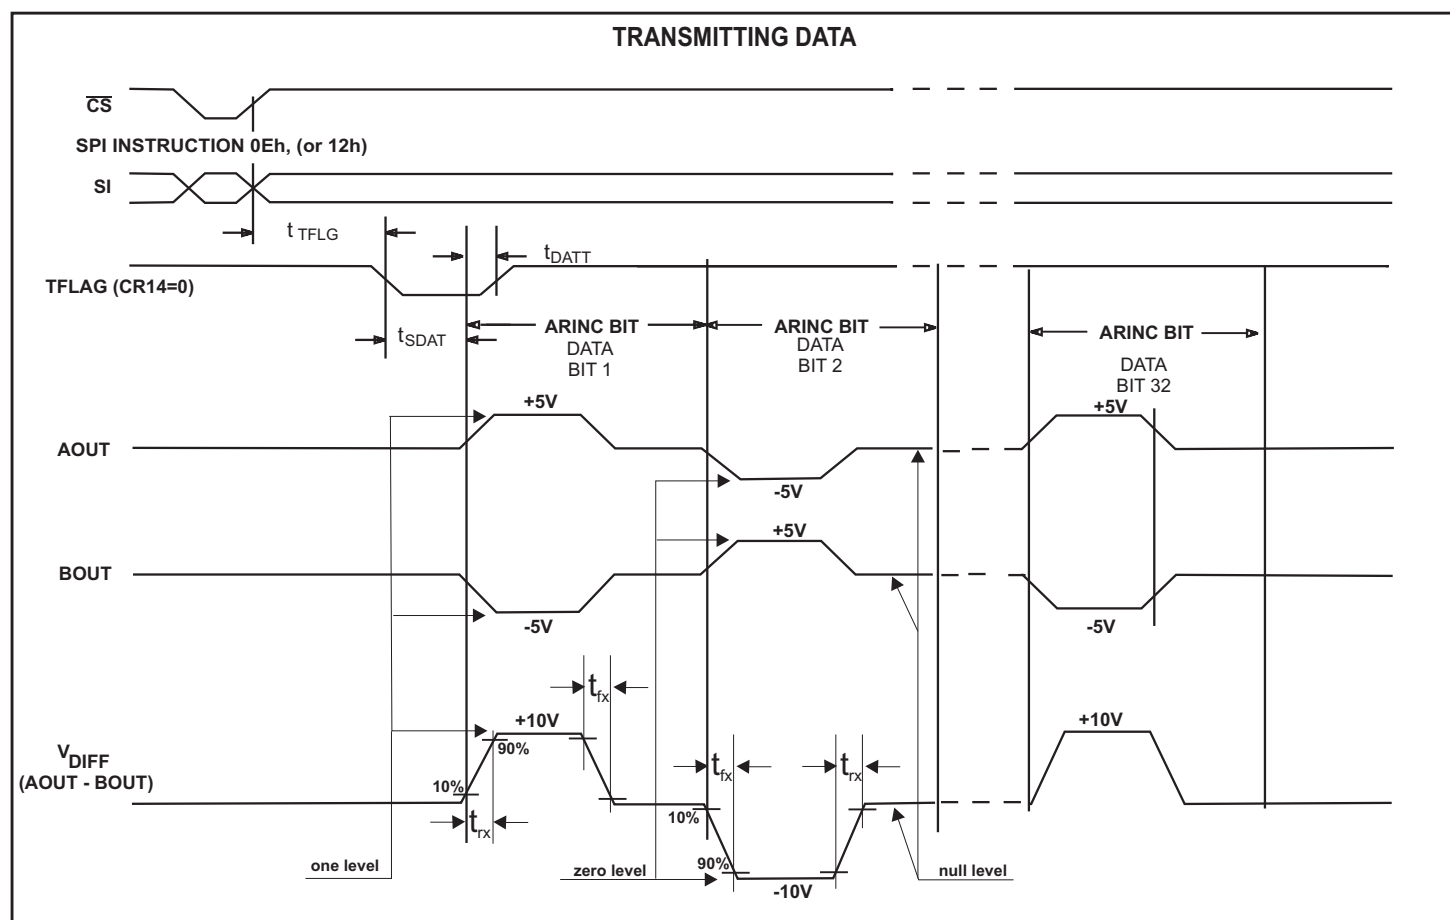 TRANSMITTING DATA
CS
SPI INSTRUCTION 0Eh, (or 12h)
SI
t TFLG
tDATT
TFLAG (CR14=0)
tSDAT
ARINC BIT
DATA
BIT 1
ARINC BIT
DATA
BIT 2
ARINC BIT
DATA
BIT 32
+5V
+5V
AOUT
-5V
+5V
BOUT
-5V
-5V
tfx
+10V
+10V
90%
VDIFF
(AOUT - BOUT)
10%
trx
tfx
trx
10%
90%
-10V
one level
zero level
null level